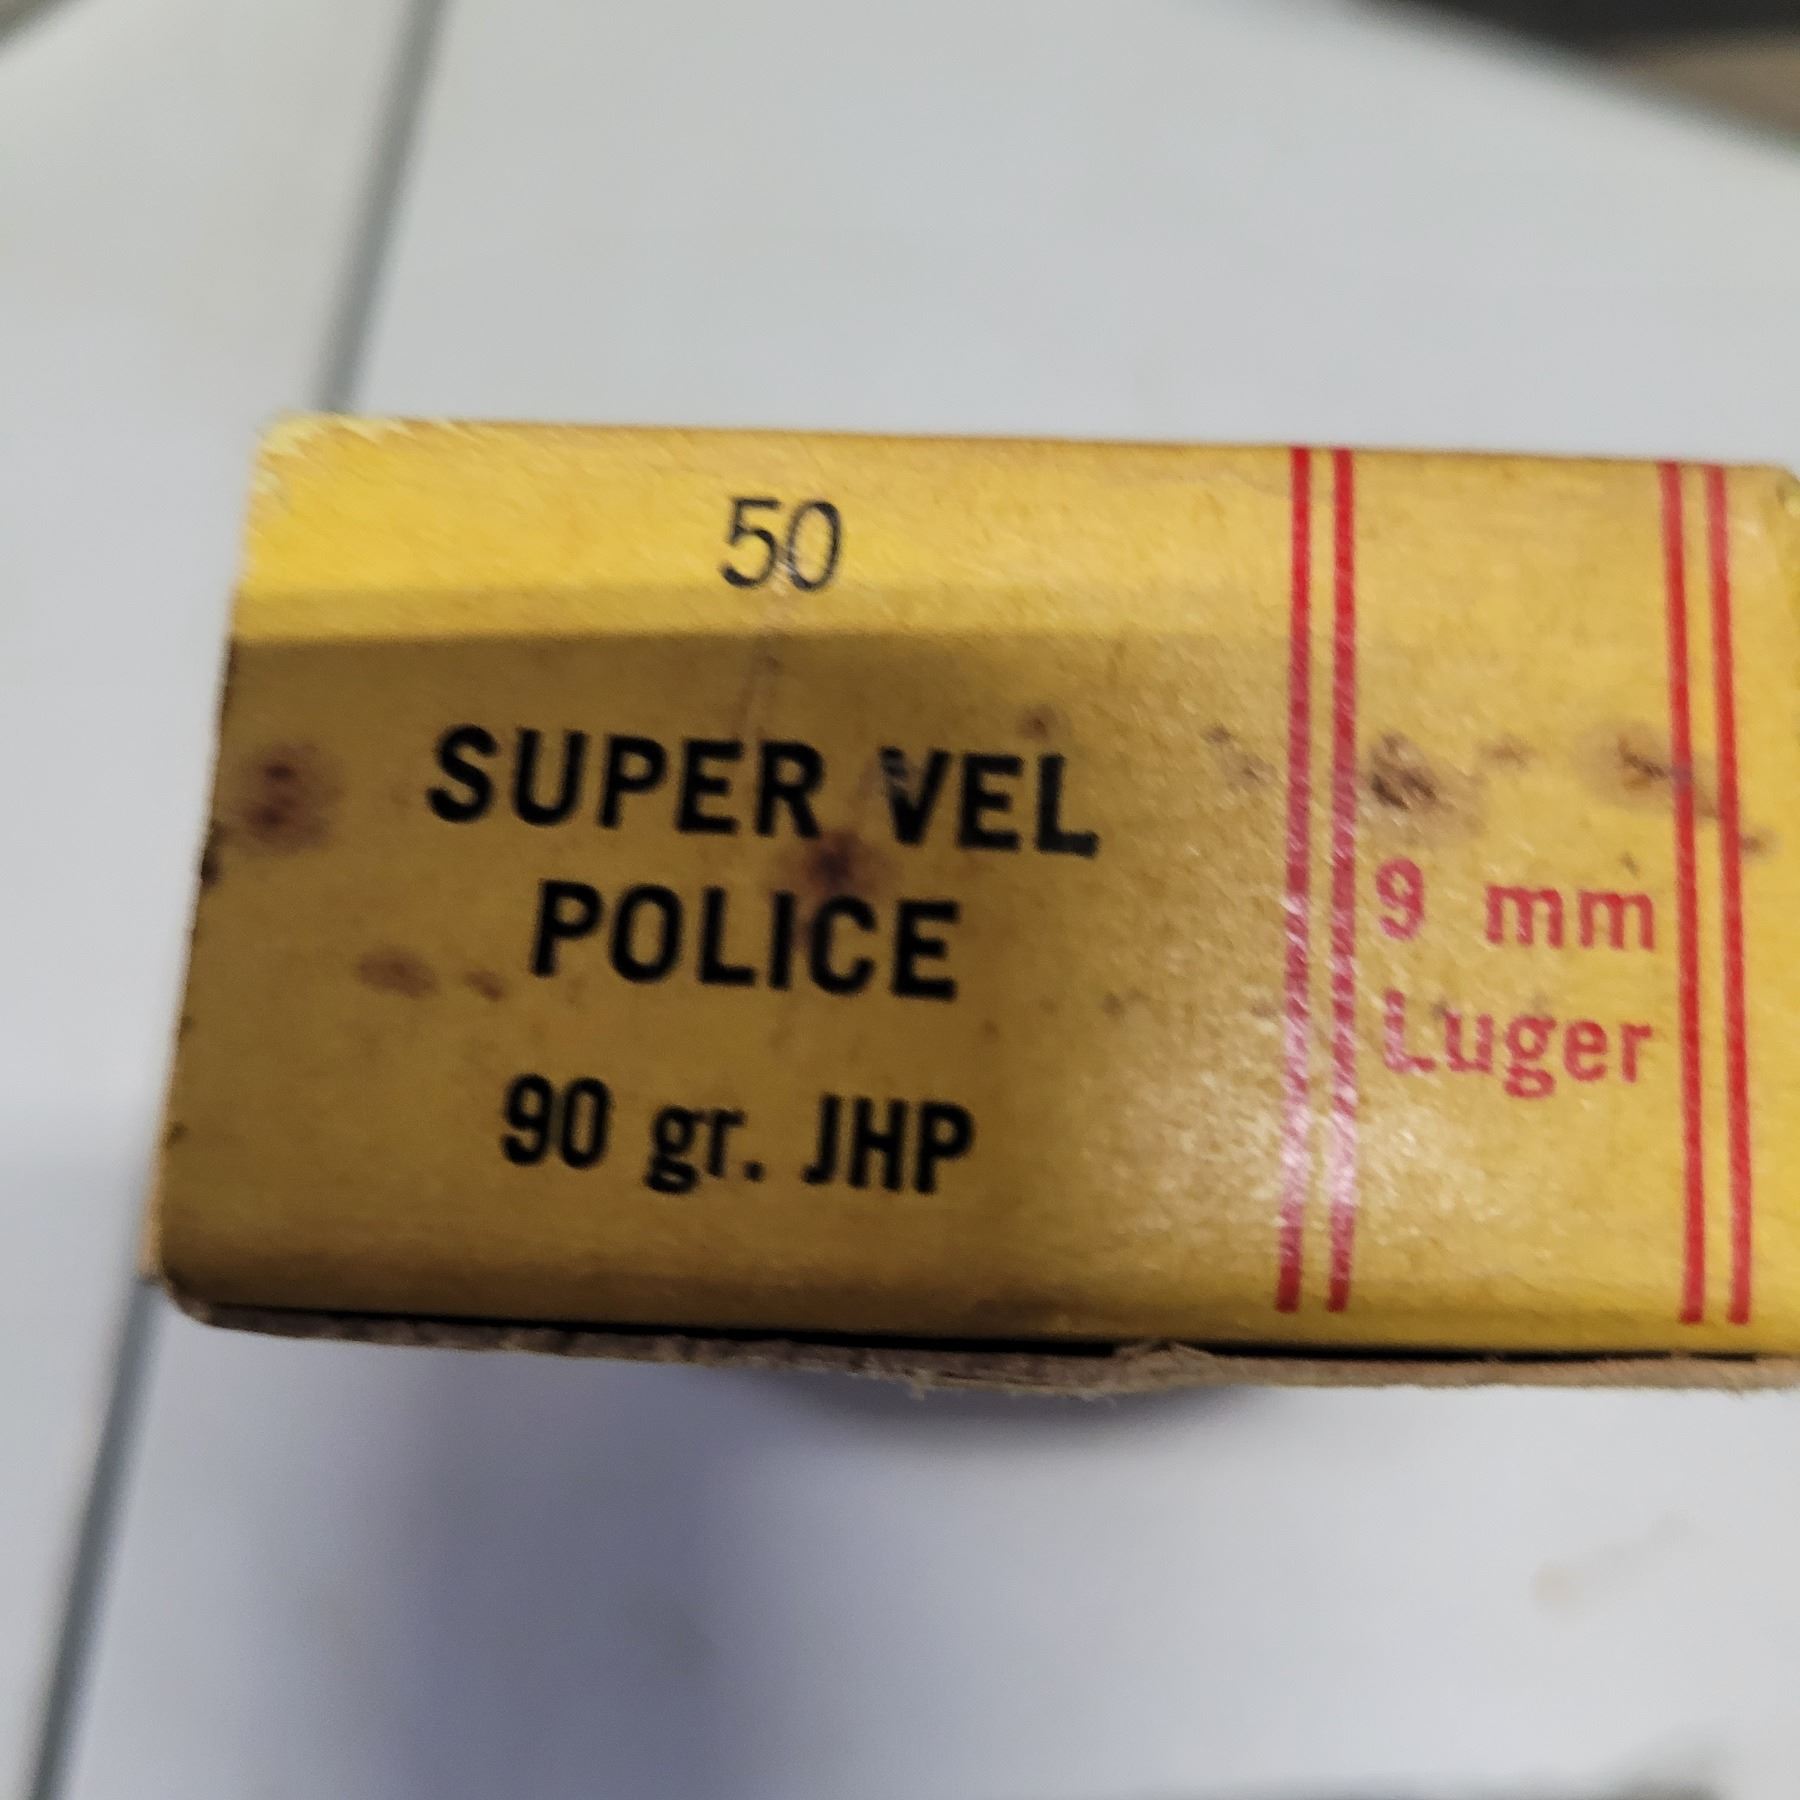 50
SUPER VEL
POLICE
90 gr. JHP
9 mm
Luger